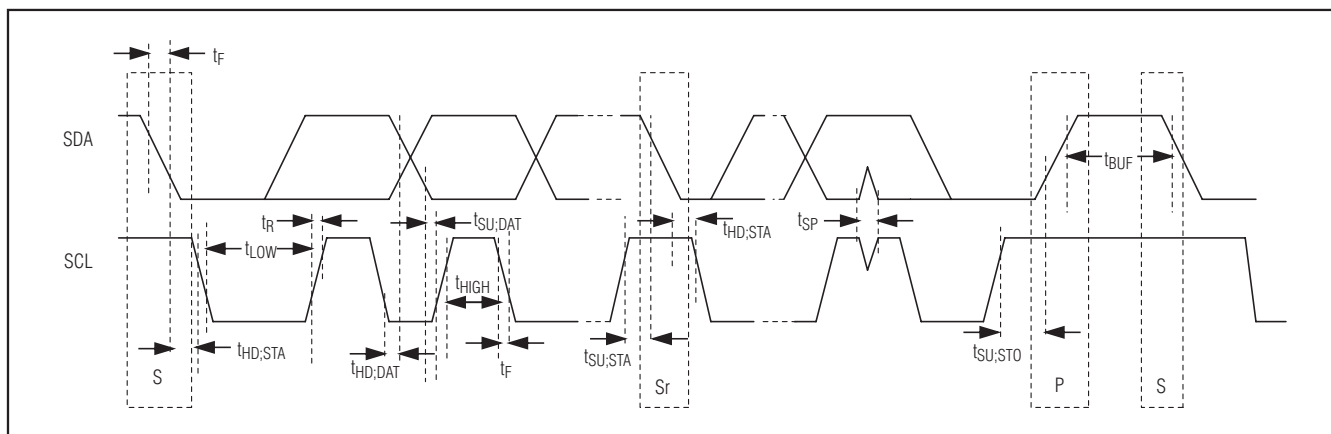 tF
SDA
tBUF
tR
tSU;DAT
tSP
tHD;STA
tLOW
SCL
tHIGH
tHD;STA
tHD;DAT
tF
tSU;STA
tSU;STO
S
Sr
P
S